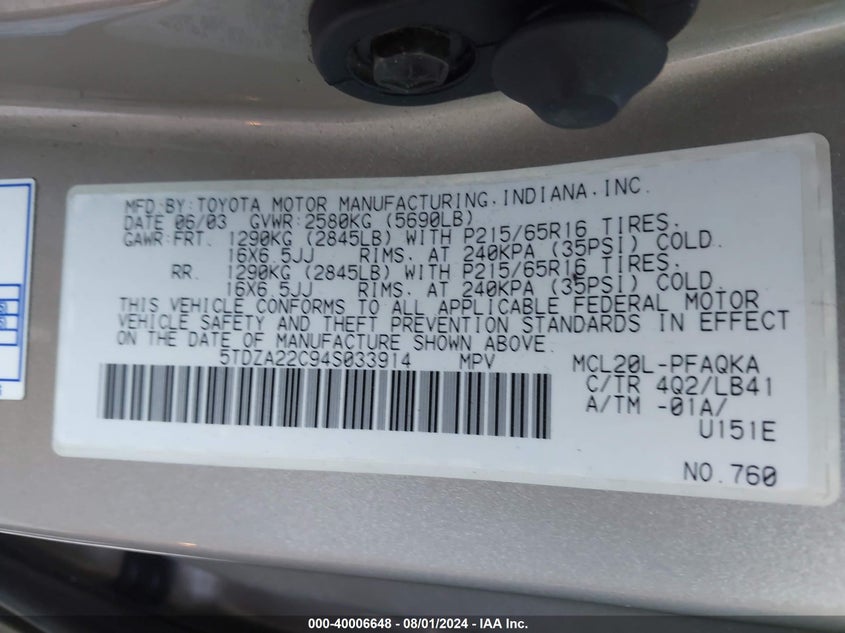 MFD.BY:TOYOTA MOTOR MANUFACTURING.INDIANA.INC.
DATE 06/03 GVWR:2580KG (5690LB)
GAWR:FRT. 1290KG (2845LB) WITH P215/65R16 TIRES.
16X6.5JJ RIMS. AT 240KPA (35PSI) COLD.
RR. 1290KG (2845LB) WITH P215/65R16 TIRES.
16X6.5JJ RIMS. AT 240KPA (35PSI) COLD.
THIS VEHICLE CONFORMS TO ALL APPLICABLE FEDERAL MOTOR
VEHICLE SAFETY AND THEFT PREVENTION STANDARDS IN EFFECT
ON THE DATE OF MANUFACTURE SHOWN ABOVE.
5TDZA22C94S033914 MPV MCL20L-PFAQKA
C/TR 4Q2/LB41
A/TM -01A/
U151E
NO.760
000-40006648 - 08/01/2024 - IAA Inc.